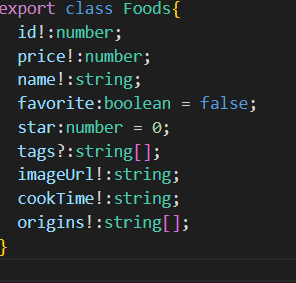 export class Foods{
id!:number;
price!:number;
name!:string;
favorite:boolean = false;
star:number = 0;
tags?:string[];
imageUrl!:string;
cookTime!:string;
origins!:string[];
}